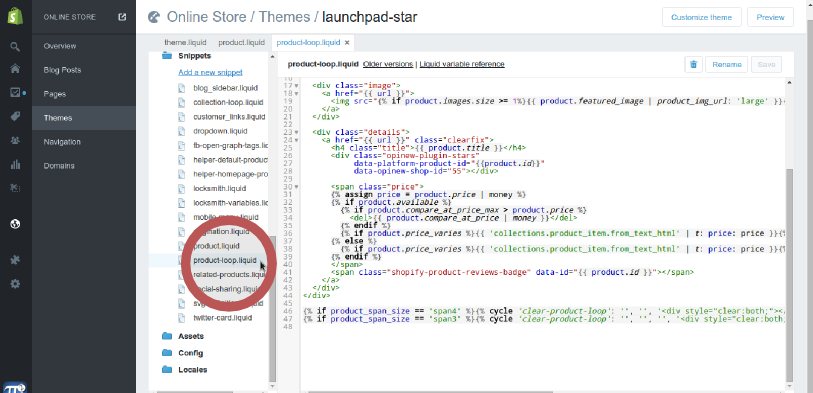 ONLINE STORE
Online Store / Themes / launchpad-star
Customize theme
Preview
Overview
Blog Posts
Pages
Themes
Navigation
Domains
theme.liquid
product.liquid
product-loop.liquid ×
Snippets
Add a new snippet
blog_sidebar.liquid
collection-loop.liquid
customer_links.liquid
dropdown.liquid
fb-open-graph-tags.liq
helper-default-product
helper-homepage-pro
locksmith.liquid
locksmith-variables.liq
mobile-menu.liquid
pagination.liquid
product.liquid
product-loop.liquid
related-products.liquid
social-sharing.liquid
twitter-card.liquid
Assets
Config
Locales
product-loop.liquid Older versions | Liquid variable reference
Rename
Save
16
17 <div class="image">
18 <a href="{{ url }}">
19 <img src="{% if product.images.size >= 1%}{{ product.featured_image | product_img_url: 'large' }}{
20 </a>
21 </div>
22
23 <div class="details">
24 <a href="{{ url }}" class="clearfix">
25 <h4 class="title">{{ product.title }}</h4>
26 <div class="opinew-plugin-stars"
27 data-platform-product-id="{{product.id}}"
28 data-opinew-shop-id="55"></div>
29
30 <span class="price">
31 {% assign price = product.price | money %}
32 {% if product.available %}
33 {% if product.compare_at_price_max > product.price %}
34 <del>{{ product.compare_at_price | money }}</del>
35 {% endif %}
36 {% if product.price_varies %}{{ 'collections.product_item.from_text_html' | t: price: price }}{%
37 {% else %}
38 {% if product.price_varies %}{{ 'collections.product_item.from_text_html' | t: price: price }}{%
39 {% endif %}
40 </span>
41 <span class="shopify-product-reviews-badge" data-id="{{ product.id }}"></span>
42 </a>
43 </div>
44 </div>
45
46 {% if product_span_size == 'span4' %}{% cycle 'clear-product-loop': '', '', '<div style="clear:both;"></
47 {% if product_span_size == 'span3' %}{% cycle 'clear-product-loop': '', '', '', '<div style="clear:both;
48